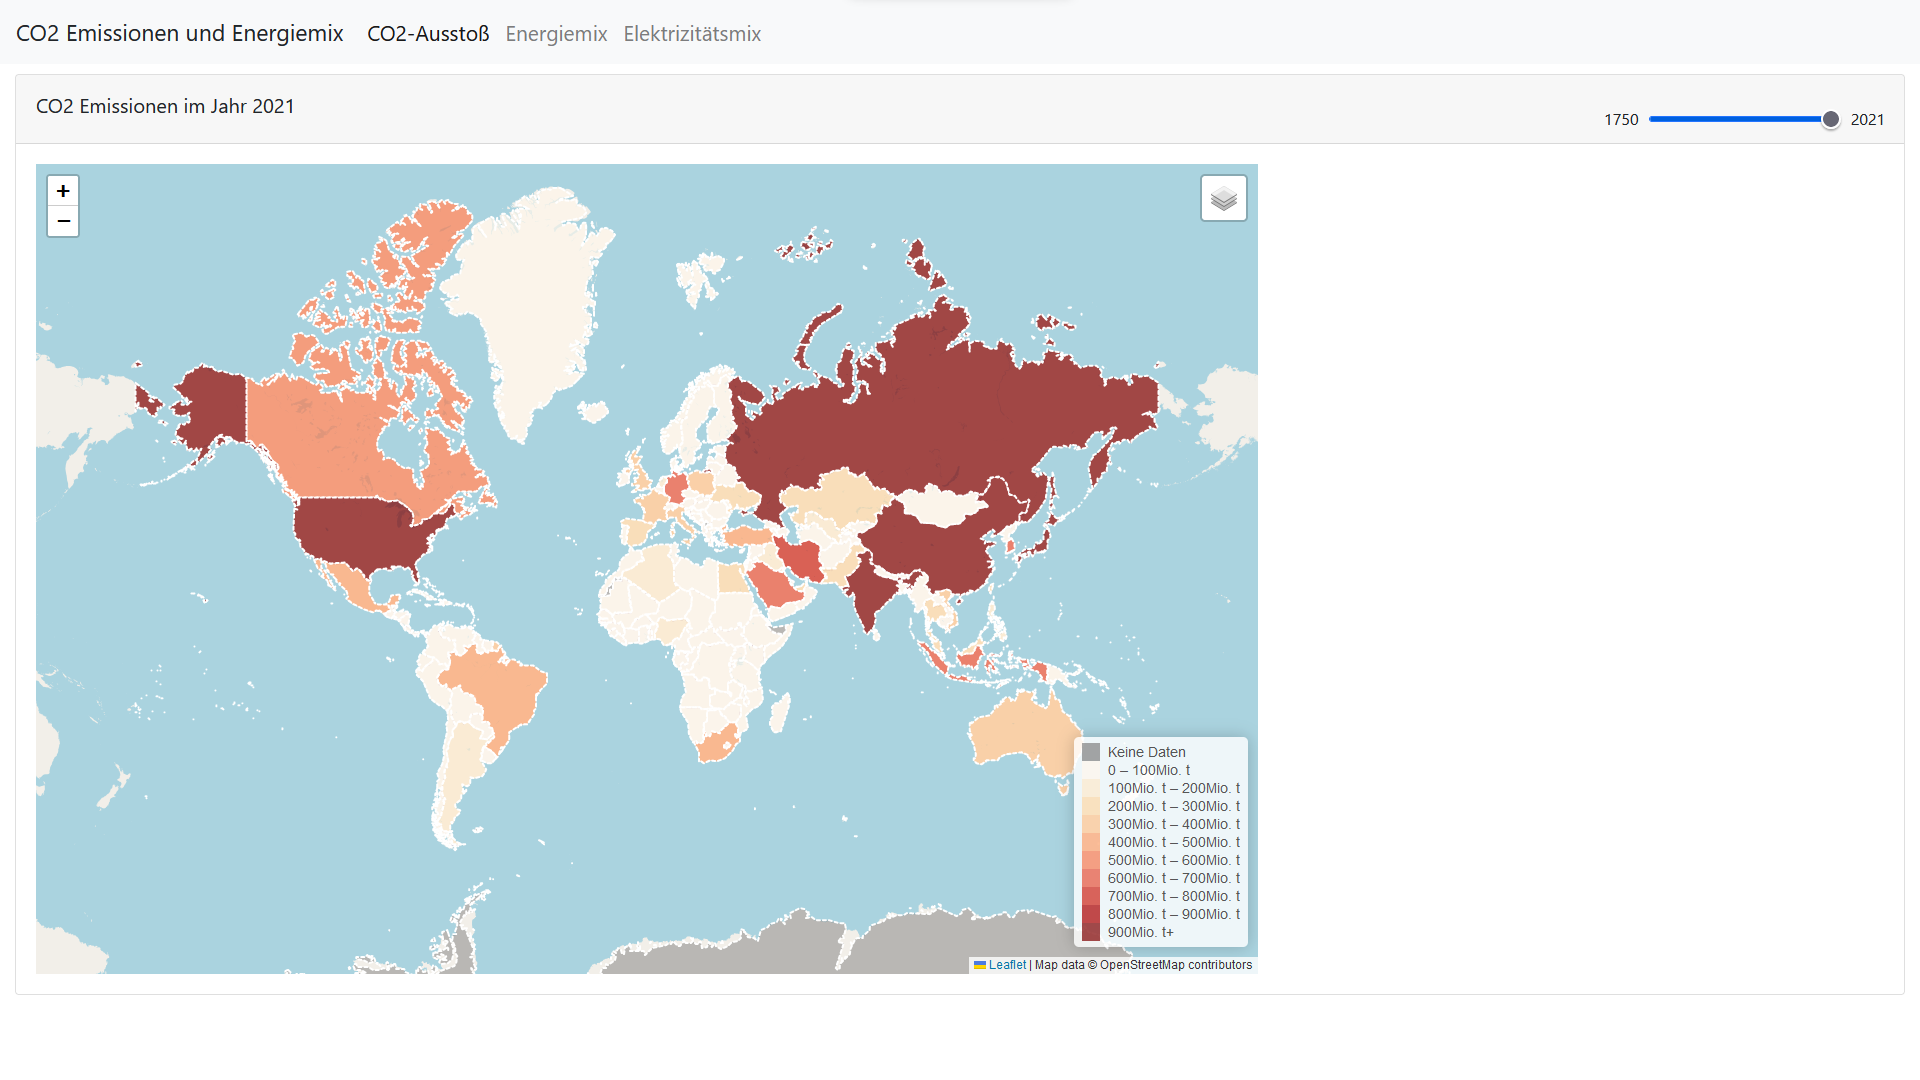 CO2 Emissionen und Energiemix CO2-Ausstoß Energiemix Elektrizitätsmix
CO2 Emissionen im Jahr 2021
1750 2021
+
−
Keine Daten
0 – 100Mio. t
100Mio. t – 200Mio. t
200Mio. t – 300Mio. t
300Mio. t – 400Mio. t
400Mio. t – 500Mio. t
500Mio. t – 600Mio. t
600Mio. t – 700Mio. t
700Mio. t – 800Mio. t
800Mio. t – 900Mio. t
900Mio. t+
Leaflet | Map data © OpenStreetMap contributors